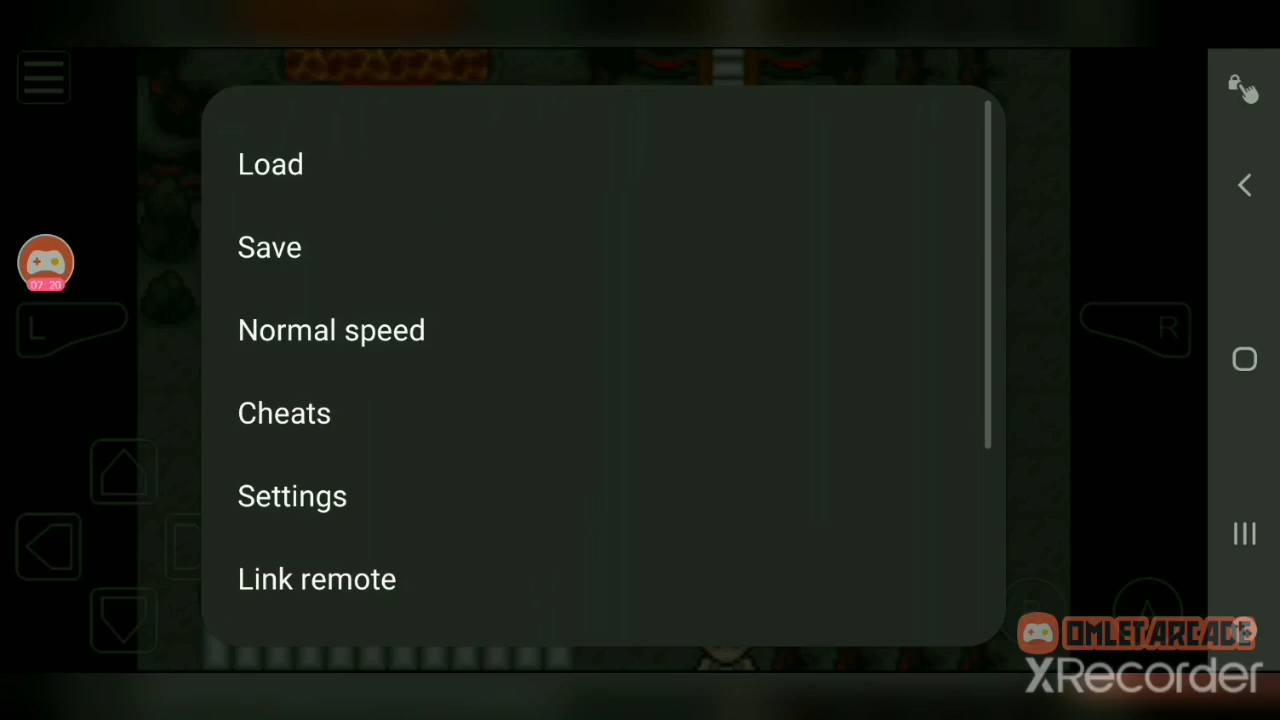 Load
Save
Normal speed
Cheats
Settings
Link remote
07:20
L
R
B
A
OMLET ARCADE
XRecorder